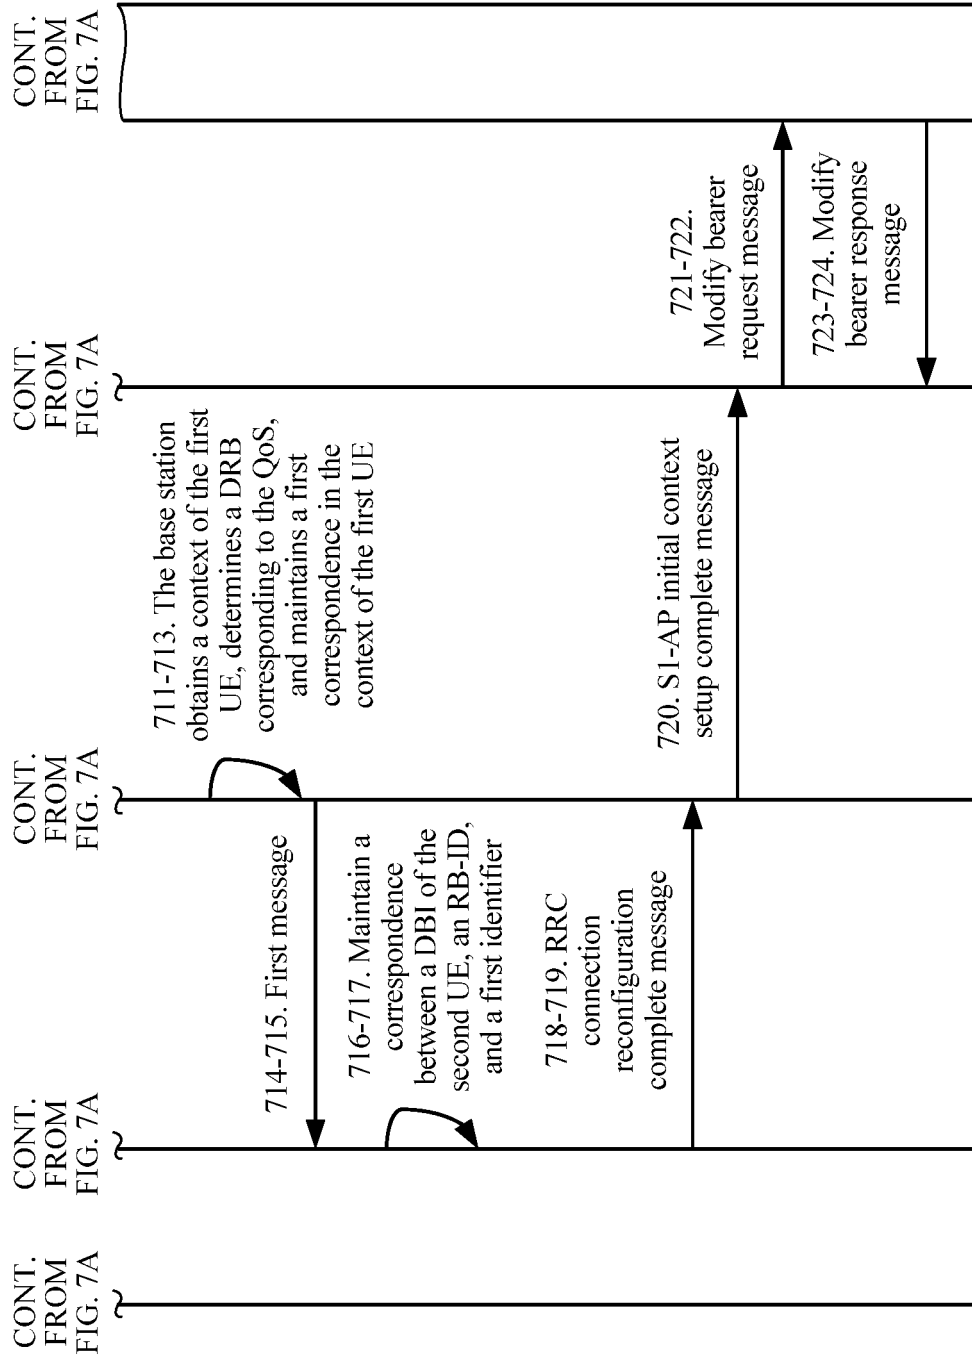 CONT.
FROM
FIG. 7A
CONT.
FROM
FIG. 7A
CONT.
FROM
FIG. 7A
CONT.
FROM
FIG. 7A
CONT.
FROM
FIG. 7A
711-713. The base station
obtains a context of the first
UE, determines a DRB
corresponding to the QoS,
and maintains a first
correspondence in the
context of the first UE
714-715. First message
716-717. Maintain a
correspondence
between a DBI of the
second UE, an RB-ID,
and a first identifier
718-719. RRC
connection
reconfiguration
complete message
720. S1-AP initial context
setup complete message
721-722.
Modify bearer
request message
723-724. Modify
bearer response
message